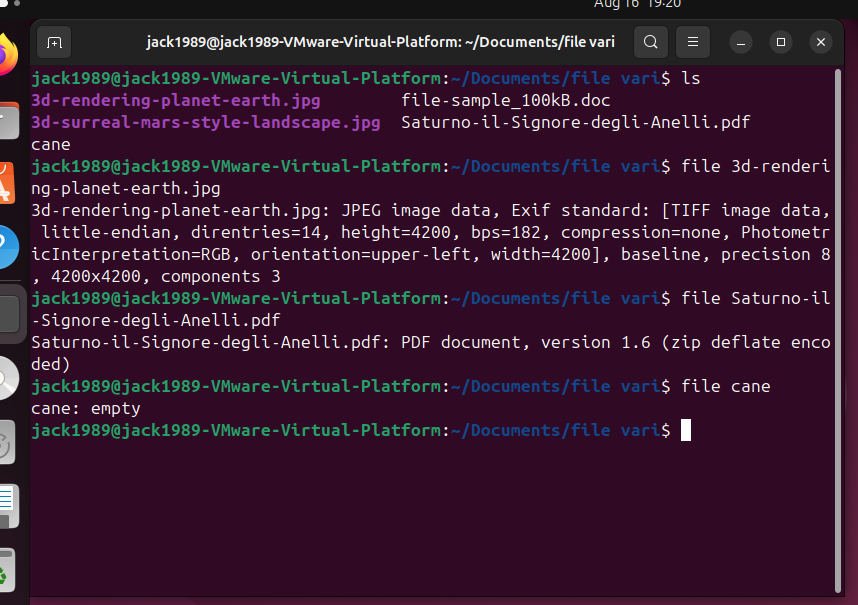 Aug 16 19:20
jack1989@jack1989-VMware-Virtual-Platform: ~/Documents/file vari
jack1989@jack1989-VMware-Virtual-Platform:~/Documents/file vari$ ls
3d-rendering-planet-earth.jpg file-sample_100kB.doc
3d-surreal-mars-style-landscape.jpg Saturno-il-Signore-degli-Anelli.pdf
cane
jack1989@jack1989-VMware-Virtual-Platform:~/Documents/file vari$ file 3d-renderi
ng-planet-earth.jpg
3d-rendering-planet-earth.jpg: JPEG image data, Exif standard: [TIFF image data,
 little-endian, direntries=14, height=4200, bps=182, compression=none, Photometr
icInterpretation=RGB, orientation=upper-left, width=4200], baseline, precision 8
, 4200x4200, components 3
jack1989@jack1989-VMware-Virtual-Platform:~/Documents/file vari$ file Saturno-il
-Signore-degli-Anelli.pdf
Saturno-il-Signore-degli-Anelli.pdf: PDF document, version 1.6 (zip deflate enco
ded)
jack1989@jack1989-VMware-Virtual-Platform:~/Documents/file vari$ file cane
cane: empty
jack1989@jack1989-VMware-Virtual-Platform:~/Documents/file vari$